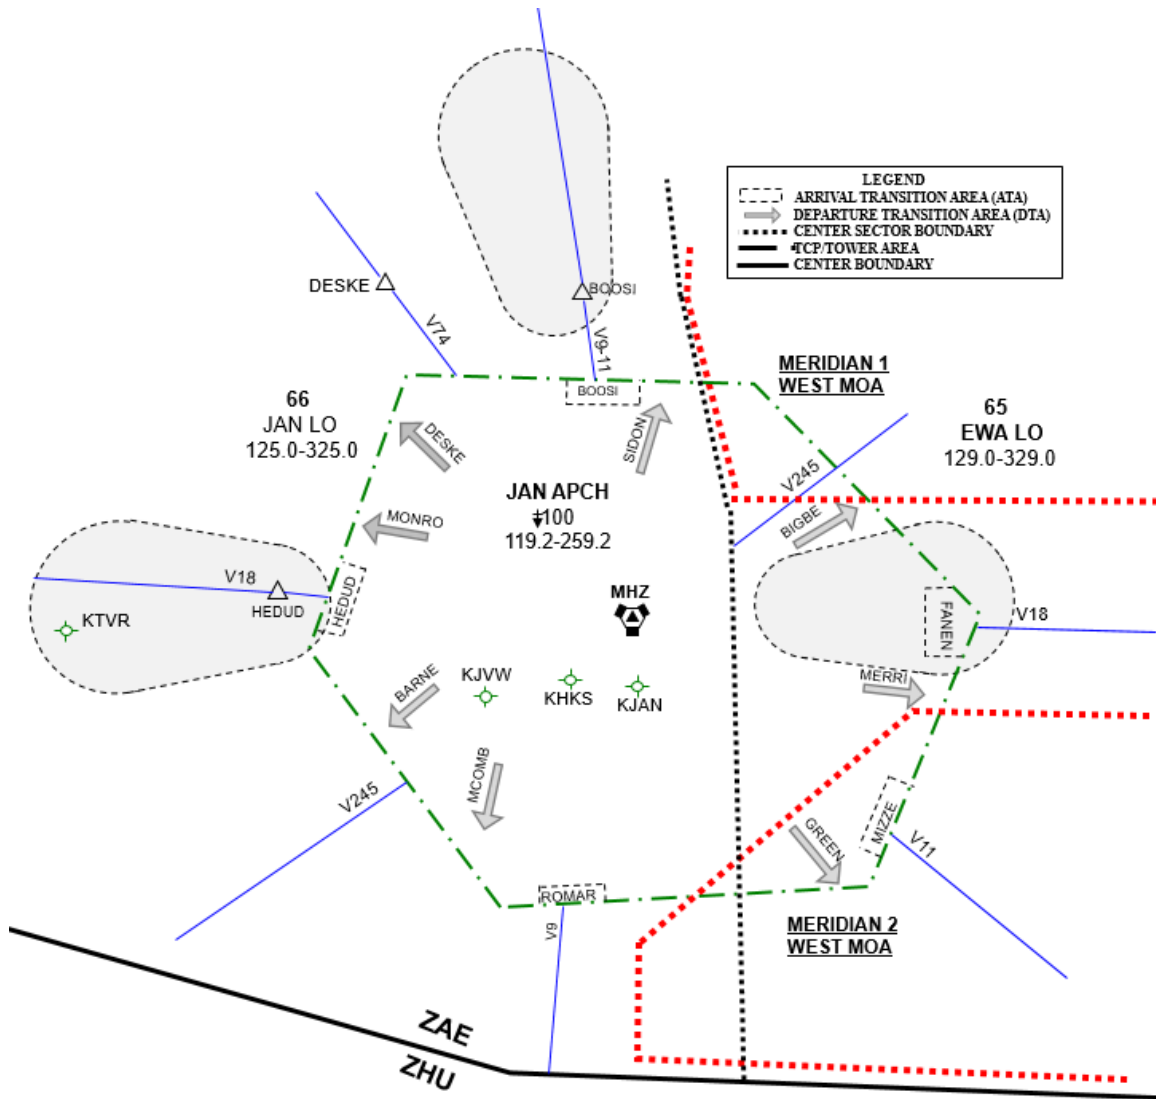 LEGEND
ARRIVAL TRANSITION AREA (ATA)
DEPARTURE TRANSITION AREA (DTA)
CENTER SECTOR BOUNDARY
TCP/TOWER AREA
CENTER BOUNDARY
DESKE
BOOSI
V74
V9-11
MERIDIAN 1
WEST MOA
BOOSI
66
JAN LO
125.0-325.0
65
EWA LO
129.0-329.0
DESKE
SIDON
V245
JAN APCH
100
119.2-259.2
MONRO
BIGBE
V18
HEDUD
HEDUD
MHZ
FANEN
V18
KTVR
BARNE
KJVW
KHKS
KJAN
MERRI
MCOMB
V245
GREEN
MIZZE
V11
ROMAR
V9
MERIDIAN 2
WEST MOA
ZAE
ZHU